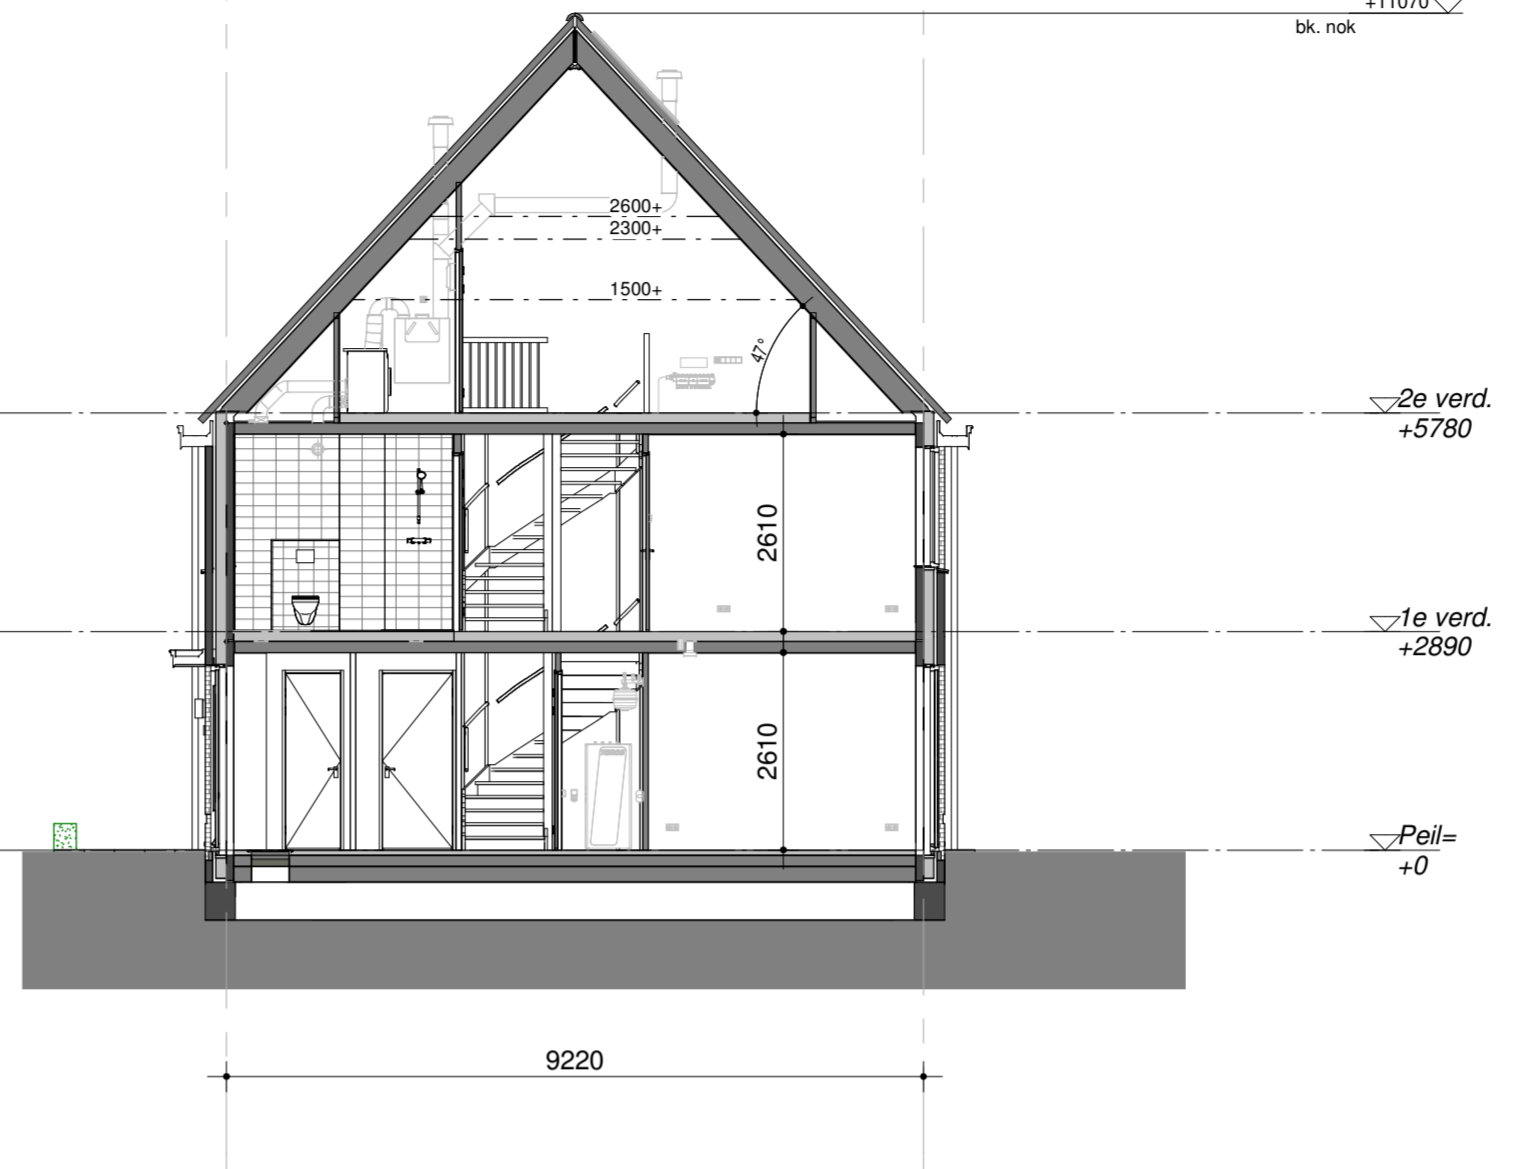 +11070
bk. nok
2600+
2300+
1500+
47°
2e verd.
+5780
2610
1e verd.
+2890
2610
Peil=
+0
9220